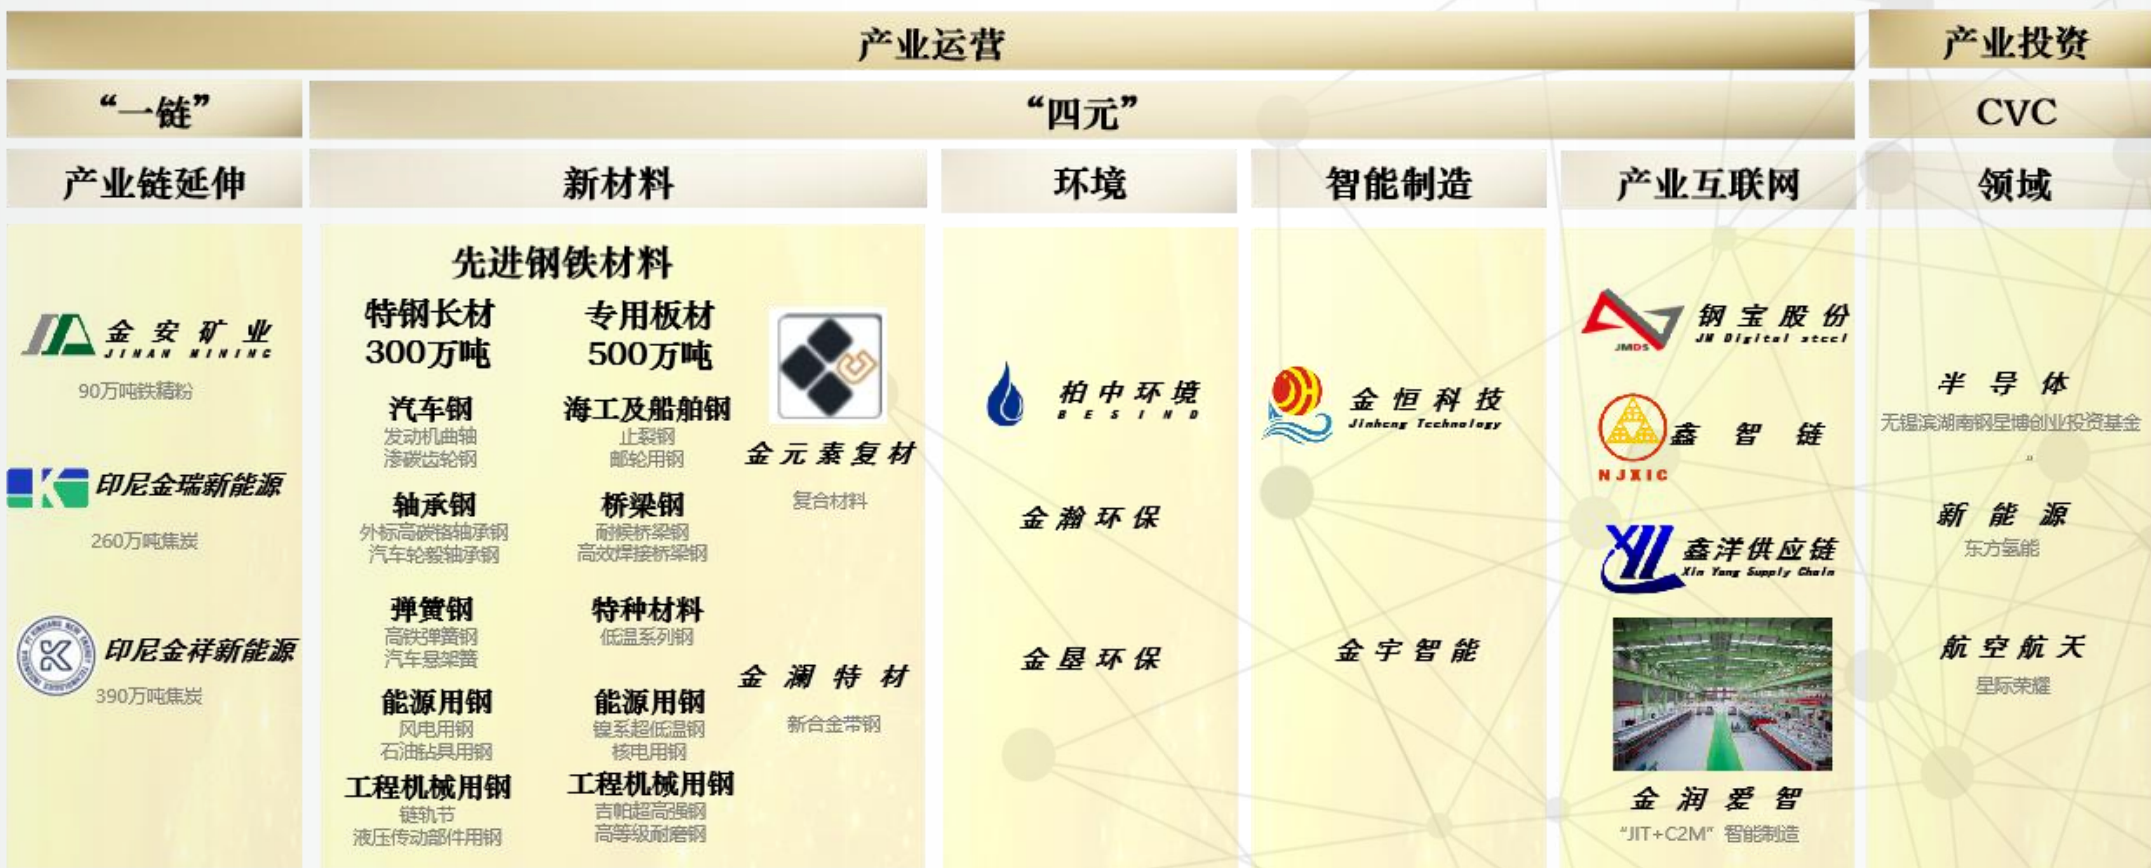 产业运营
产业投资
“一链”
“四元”
CVC
产业链延伸
新材料
环境
智能制造
产业互联网
领域
金安矿业
JINAN MINING
90万吨铁精粉
印尼金瑞新能源
260万吨焦炭
印尼金祥新能源
390万吨焦炭
先进钢铁材料
特钢长材
300万吨
汽车钢
发动机曲轴
渗碳齿轮钢
轴承钢
外标高碳铬轴承钢
汽车轮毂轴承钢
弹簧钢
高铁弹簧钢
汽车悬架簧
能源用钢
风电用钢
石油钻具用钢
工程机械用钢
链轨节
液压传动部件用钢
专用板材
500万吨
海工及船舶钢
止裂钢
邮轮用钢
桥梁钢
耐候桥梁钢
高效焊接桥梁钢
特种材料
低温系列钢
能源用钢
镍系超低温钢
核电用钢
工程机械用钢
吉帕超高强钢
高等级耐磨钢
金元素复材
复合材料
金澜特材
新合金带钢
柏中环境
BESIND
金瀚环保
金垦环保
金恒科技
Jinheng Technology
金宇智能
JMDS
钢宝股份
JM Digital steel
鑫智链
NJXIC
鑫洋供应链
Xin Yang Supply Chain
金润爱智
“JIT+C2M”智能制造
半导体
无锡滨湖南钢星博创业投资基金
”
新能源
东方氢能
航空航天
星际荣耀